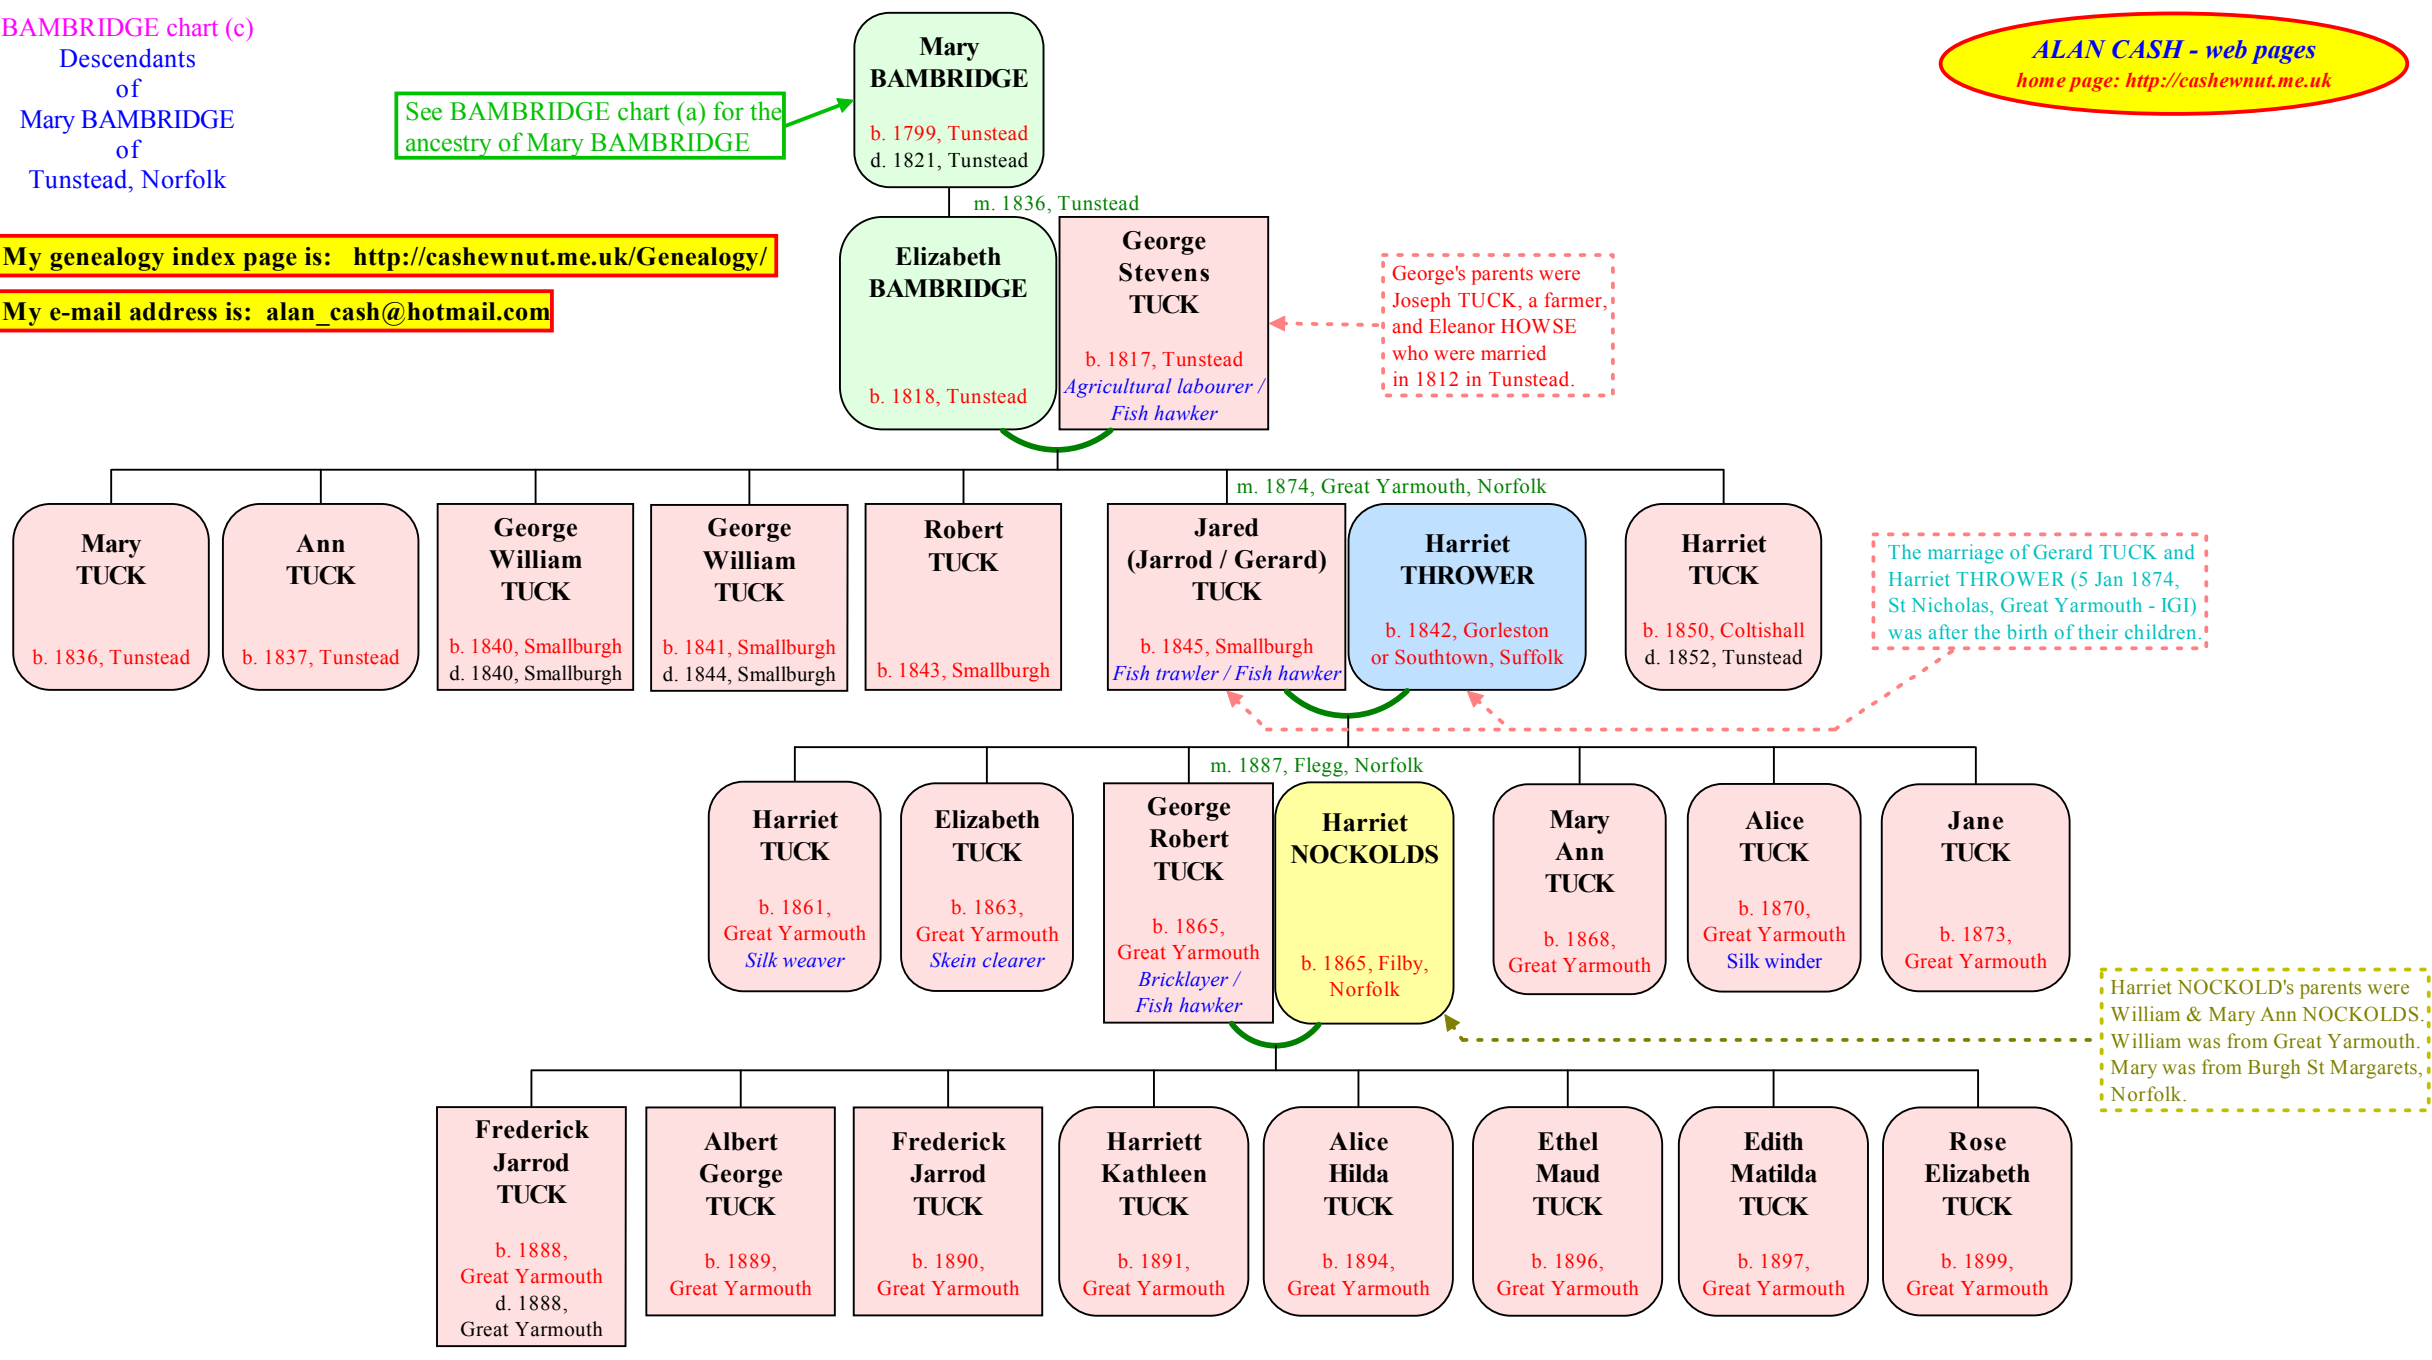 BAMBRIDGE chart (c)
Descendants
of
Mary BAMBRIDGE
of
Tunstead, Norfolk
See BAMBRIDGE chart (a) for the
ancestry of Mary BAMBRIDGE
Mary
BAMBRIDGE
b. 1799, Tunstead
d. 1821, Tunstead
ALAN CASH - web pages
home page: http://cashewnut.me.uk
My genealogy index page is: http://cashewnut.me.uk/Genealogy/
My e-mail address is: alan_cash@hotmail.com
m. 1836, Tunstead
Elizabeth
BAMBRIDGE
b. 1818, Tunstead
George
Stevens
TUCK
b. 1817, Tunstead
Agricultural labourer /
Fish hawker
George's parents were
Joseph TUCK, a farmer,
and Eleanor HOWSE
who were married
in 1812 in Tunstead.
Mary
TUCK
b. 1836, Tunstead
Ann
TUCK
b. 1837, Tunstead
George
William
TUCK
b. 1840, Smallburgh
d. 1840, Smallburgh
George
William
TUCK
b. 1841, Smallburgh
d. 1844, Smallburgh
Robert
TUCK
b. 1843, Smallburgh
m. 1874, Great Yarmouth, Norfolk
Jared
(Jarrod / Gerard)
TUCK
b. 1845, Smallburgh
Fish trawler / Fish hawker
Harriet
THROWER
b. 1842, Gorleston
or Southtown, Suffolk
Harriet
TUCK
b. 1850, Coltishall
d. 1852, Tunstead
The marriage of Gerard TUCK and
Harriet THROWER (5 Jan 1874,
St Nicholas, Great Yarmouth - IGI)
was after the birth of their children.
Harriet
TUCK
b. 1861,
Great Yarmouth
Silk weaver
Elizabeth
TUCK
b. 1863,
Great Yarmouth
Skein clearer
m. 1887, Flegg, Norfolk
George
Robert
TUCK
b. 1865,
Great Yarmouth
Bricklayer /
Fish hawker
Harriet
NOCKOLDS
b. 1865, Filby,
Norfolk
Mary
Ann
TUCK
b. 1868,
Great Yarmouth
Alice
TUCK
b. 1870,
Great Yarmouth
Silk winder
Jane
TUCK
b. 1873,
Great Yarmouth
Harriet NOCKOLD's parents were
William & Mary Ann NOCKOLDS.
William was from Great Yarmouth.
Mary was from Burgh St Margarets,
Norfolk.
Frederick
Jarrod
TUCK
b. 1888,
Great Yarmouth
d. 1888,
Great Yarmouth
Albert
George
TUCK
b. 1889,
Great Yarmouth
Frederick
Jarrod
TUCK
b. 1890,
Great Yarmouth
Harriett
Kathleen
TUCK
b. 1891,
Great Yarmouth
Alice
Hilda
TUCK
b. 1894,
Great Yarmouth
Ethel
Maud
TUCK
b. 1896,
Great Yarmouth
Edith
Matilda
TUCK
b. 1897,
Great Yarmouth
Rose
Elizabeth
TUCK
b. 1899,
Great Yarmouth